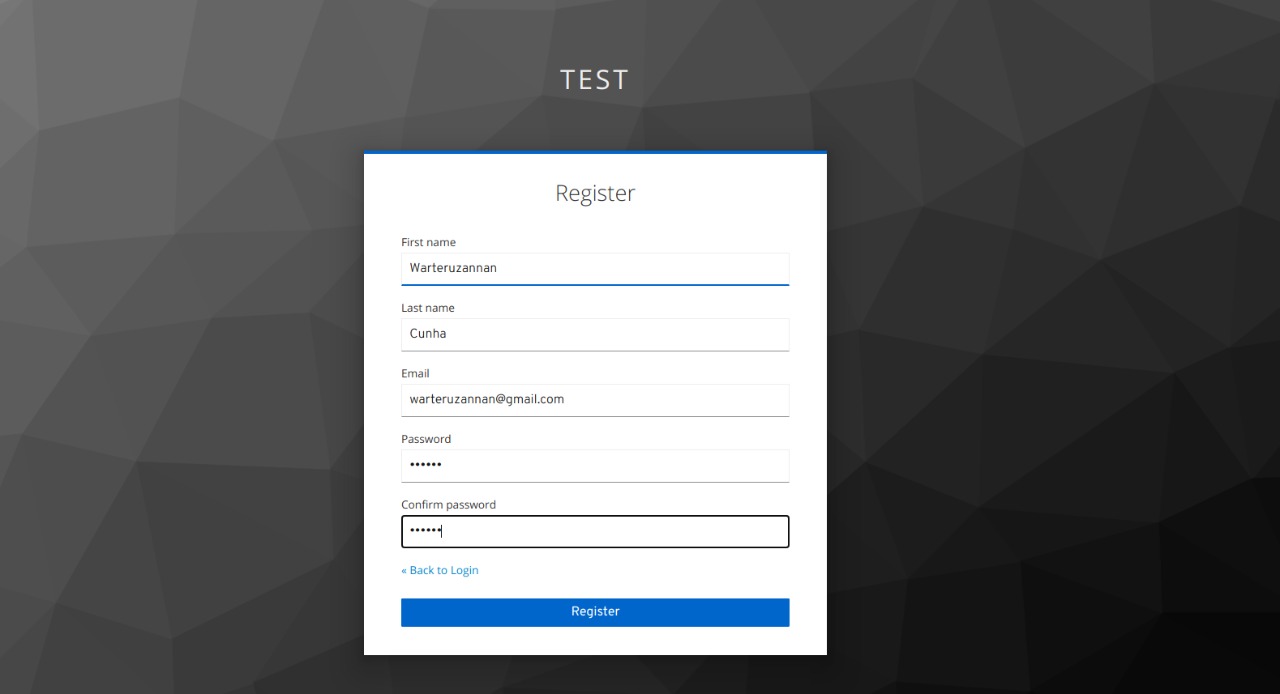 TEST
Register
First name
Warteruzannan
Last name
Cunha
Email
warteruzannan@gmail.com
Password
••••••
Confirm password
••••••
« Back to Login
Register